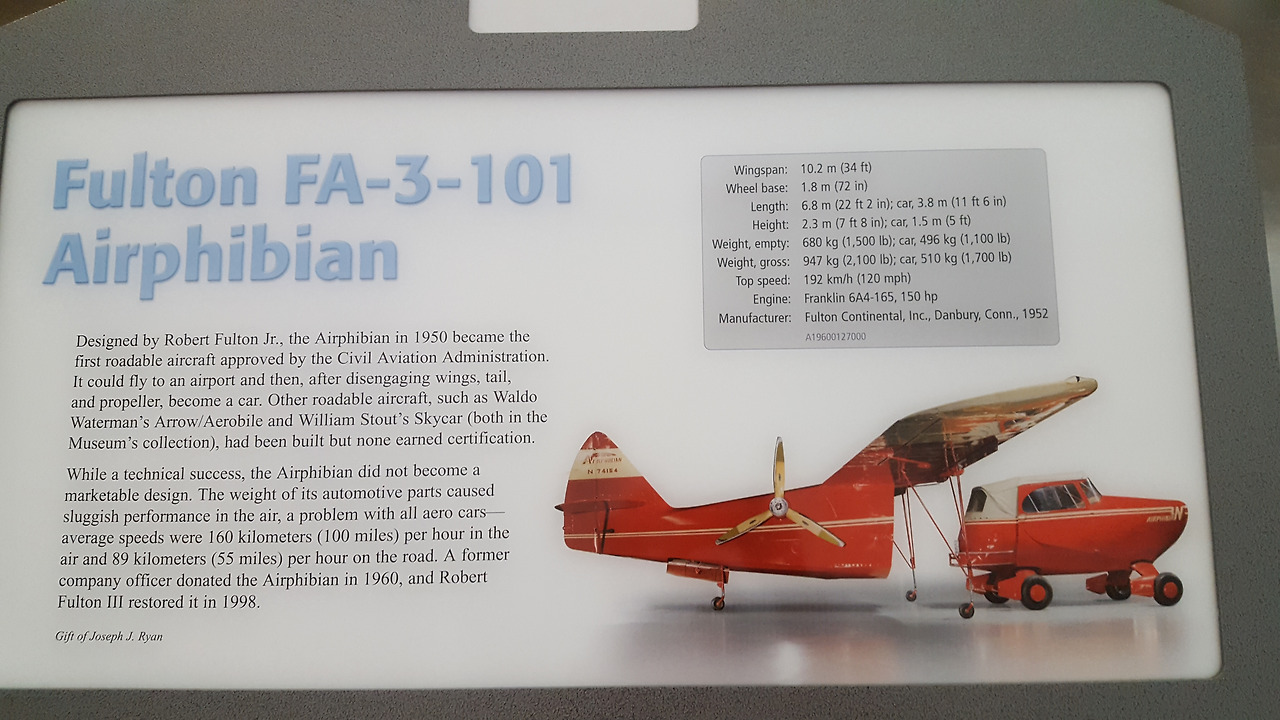 Fulton FA-3-101
Airphibian
Designed by Robert Fulton Jr., the Airphibian in 1950 became the
first roadable aircraft approved by the Civil Aviation Administration.
It could fly to an airport and then, after disengaging wings, tail,
and propeller, become a car. Other roadable aircraft, such as Waldo
Waterman's Arrow/Aerobile and William Stout's Skycar (both in the
Museum's collection), had been built but none earned certification.
While a technical success, the Airphibian did not become a
marketable design. The weight of its automotive parts caused
sluggish performance in the air, a problem with all aero cars—
average speeds were 160 kilometers (100 miles) per hour in the
air and 89 kilometers (55 miles) per hour on the road. A former
company officer donated the Airphibian in 1960, and Robert
Fulton III restored it in 1998.
Gift of Joseph J. Ryan
Wingspan: 10.2 m (34 ft)
Wheel base: 1.8 m (72 in)
Length: 6.8 m (22 ft 2 in); car, 3.8 m (11 ft 6 in)
Height: 2.3 m (7 ft 8 in); car, 1.5 m (5 ft)
Weight, empty: 680 kg (1,500 lb); car, 496 kg (1,100 lb)
Weight, gross: 947 kg (2,100 lb); car, 510 kg (1,700 lb)
Top speed: 192 km/h (120 mph)
Engine: Franklin 6A4-165, 150 hp
Manufacturer: Fulton Continental, Inc., Danbury, Conn., 1952
A19600127000
N 74104